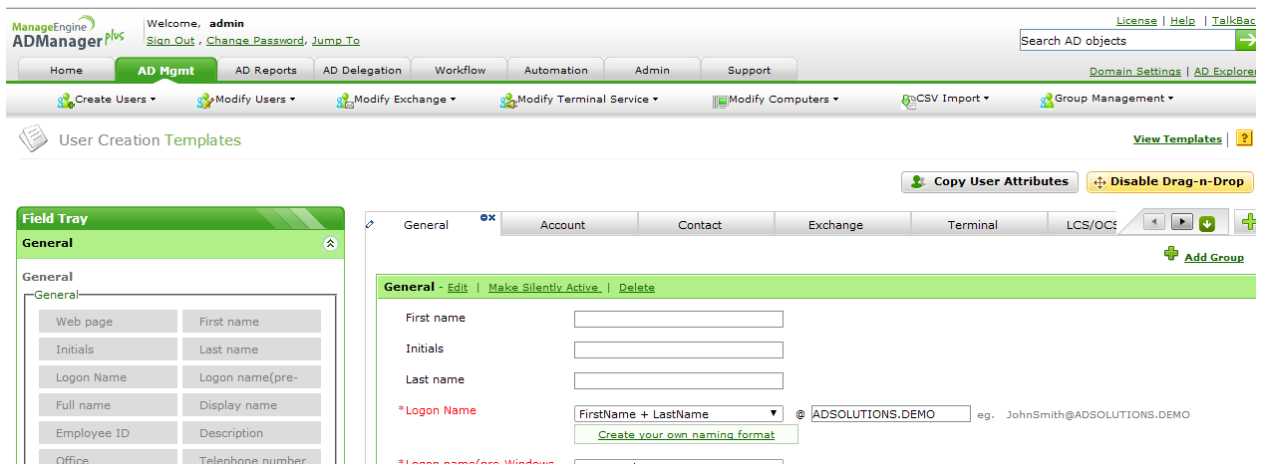 ManageEngine
ADManager Plus
Welcome, admin
Sign Out , Change Password, Jump To
License | Help | TalkBac
Search AD objects
Home AD Mgmt AD Reports AD Delegation Workflow Automation Admin Support
Domain Settings | AD Explorer
Create Users Modify Users Modify Exchange Modify Terminal Service Modify Computers CSV Import Group Management
User Creation Templates
View Templates | ?
Copy User Attributes Disable Drag-n-Drop
Field Tray
General Account Contact Exchange Terminal LCS/OCS
General
Add Group
General
General
General - Edit | Make Silently Active | Delete
Web page First name
First name
Initials Last name
Initials
Logon Name Logon name(pre-
Last name
Full name Display name
*Logon Name FirstName + LastName @ ADSOLUTIONS.DEMO eg. JohnSmith@ADSOLUTIONS.DEMO
Employee ID Description
Create your own naming format
Office Telephone number
*Logon name(pre-Windows